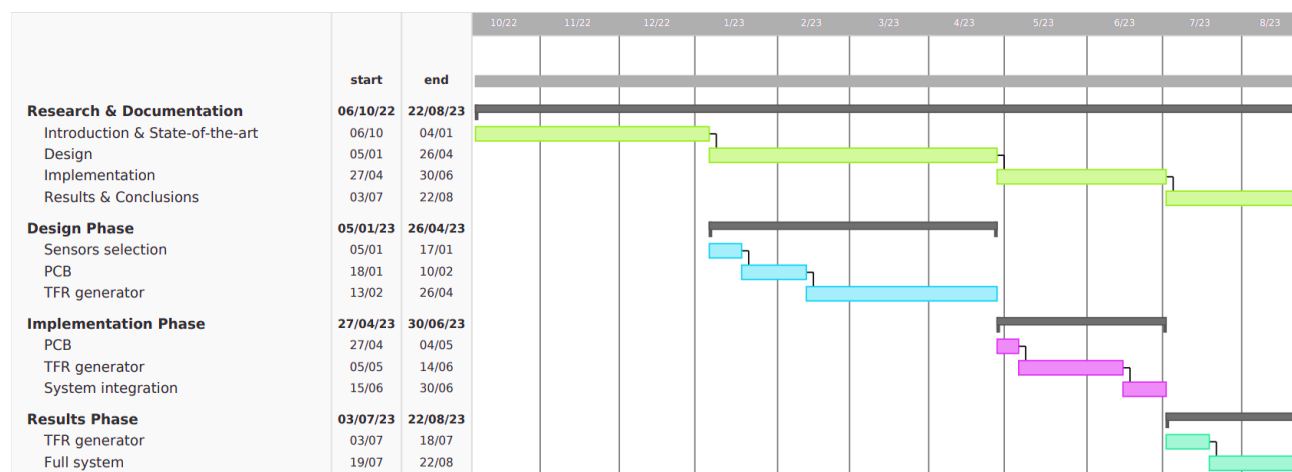 10/22 11/22 12/22 1/23 2/23 3/23 4/23 5/23 6/23 7/23 8/23
start end
Research & Documentation 06/10/22 22/08/23
Introduction & State-of-the-art 06/10 04/01
Design 05/01 26/04
Implementation 27/04 30/06
Results & Conclusions 03/07 22/08
Design Phase 05/01/23 26/04/23
Sensors selection 05/01 17/01
PCB 18/01 10/02
TFR generator 13/02 26/04
Implementation Phase 27/04/23 30/06/23
PCB 27/04 04/05
TFR generator 05/05 14/06
System integration 15/06 30/06
Results Phase 03/07/23 22/08/23
TFR generator 03/07 18/07
Full system 19/07 22/08